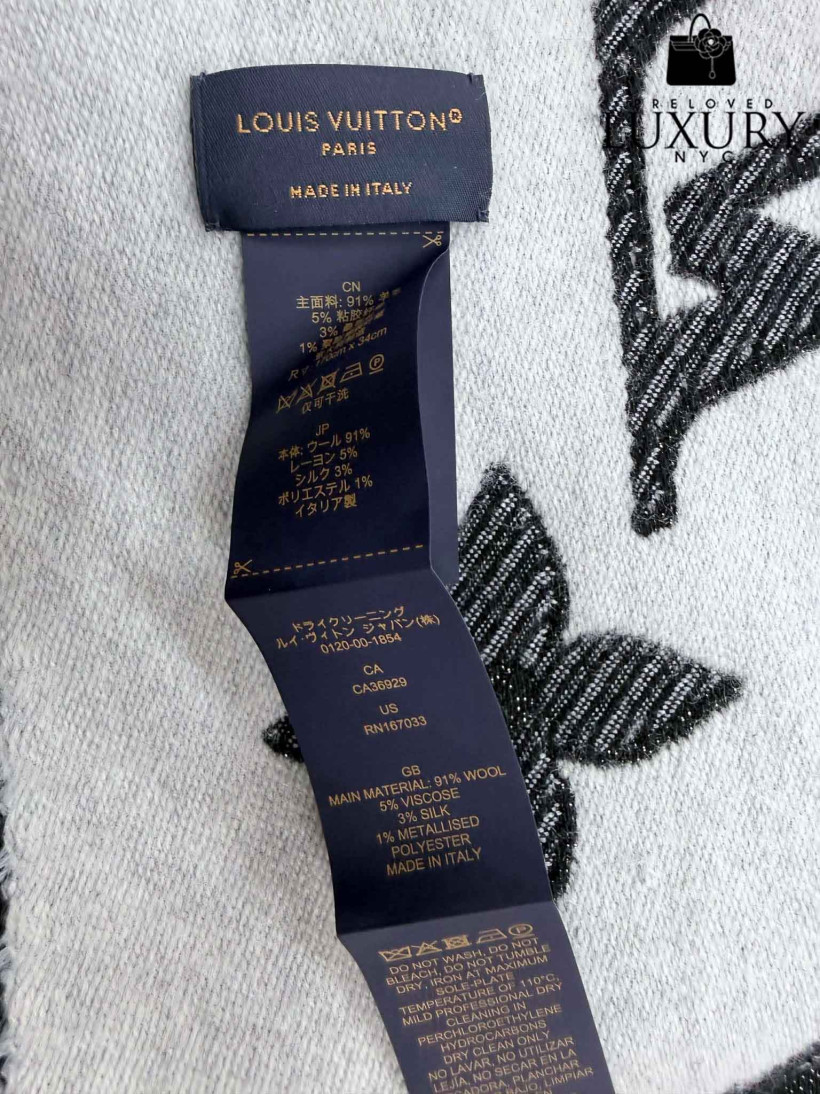 RELOVED
LUXURY
NYC
LOUIS VUITTON®
PARIS
MADE IN ITALY
CN
主面料: 91%
5% 粘胶
3%
1%
170cm x 34cm
仅可干洗
JP
本体: ウール 91%
レーヨン 5%
シルク 3%
ポリエステル 1%
イタリア製
ドライクリーニング
ルイ・ヴィトン ジャパン(株)
0120-00-1854
CA
CA36929
US
RN167033
GB
MAIN MATERIAL: 91% WOOL
5% VISCOSE
3% SILK
1% METALLISED
POLYESTER
MADE IN ITALY
DO NOT WASH, DO NOT
BLEACH, DO NOT TUMBLE
DRY, IRON AT MAXIMUM
SOLE-PLATE
TEMPERATURE OF 110°C,
MILD PROFESSIONAL DRY
CLEANING IN
PERCHLOROETHYLENE
HYDROCARBONS
DRY CLEAN ONLY
NO LAVAR, NO UTILIZAR
LEJÍA, NO SECAR EN LA
PLANCHAR
BAJO, LIMPIAR